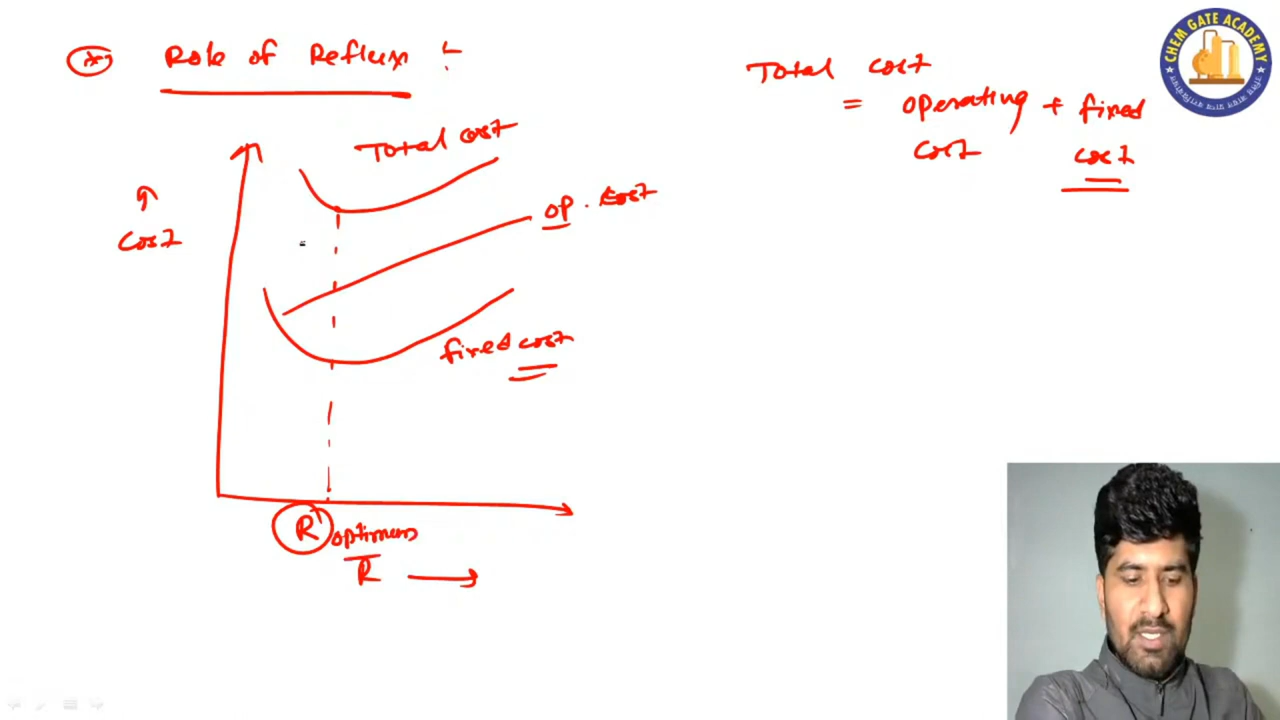 Role of Reflux :-
Total cost
= operating + fixed
cost cost
Total cost
op. cost
↑
cost
fixed cost
R optimum
R →
CHEM GATE ACADEMY